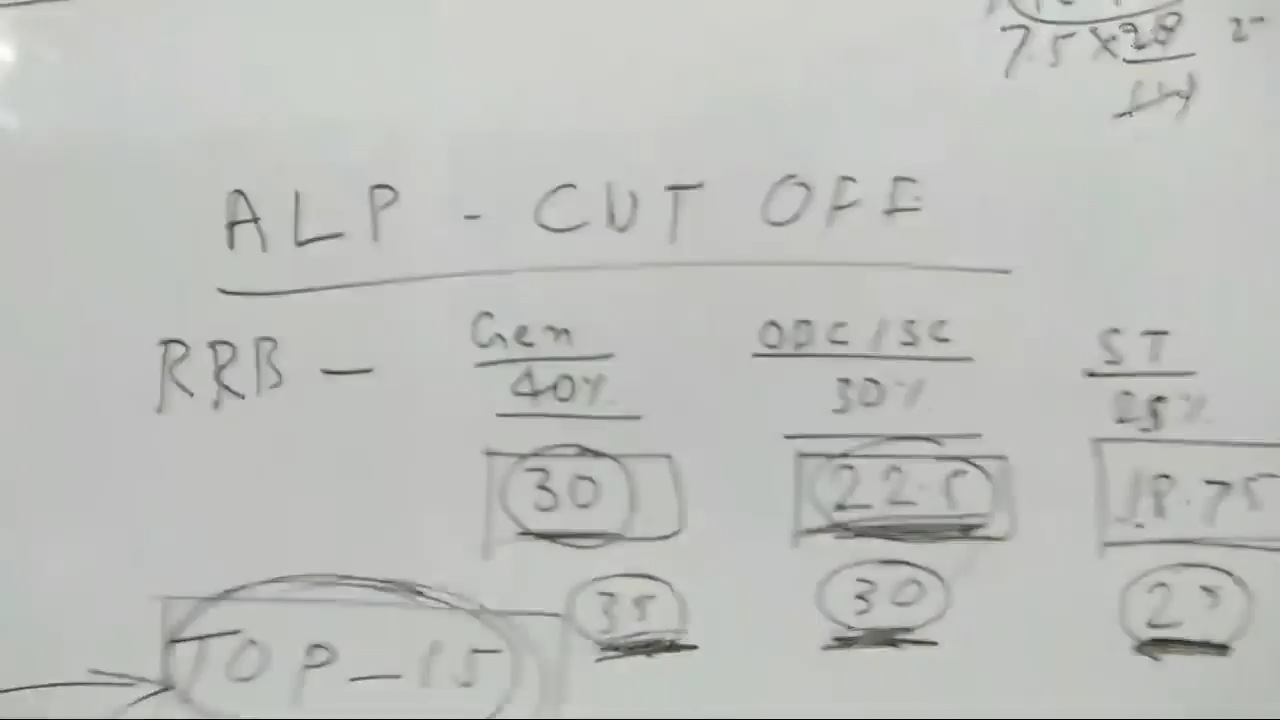 75 x 28
ALP - CUT OFF
RRB - Gen OBC/SC ST
40% 30% 25%
30 22.5 18.75
35 30 25
TOP-15